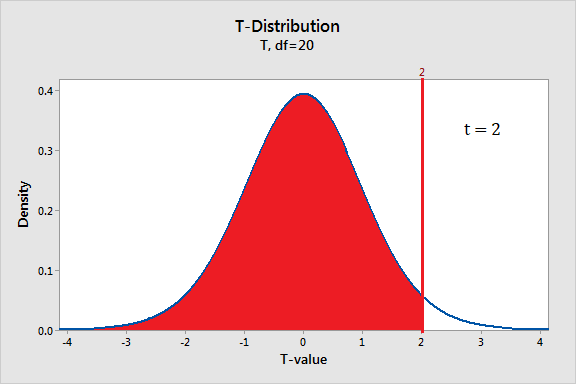 T-Distribution
T, df=20
2
t = 2
0.4
0.3
0.2
0.1
0.0
Density
-4 -3 -2 -1 0 1 2 3 4
T-value